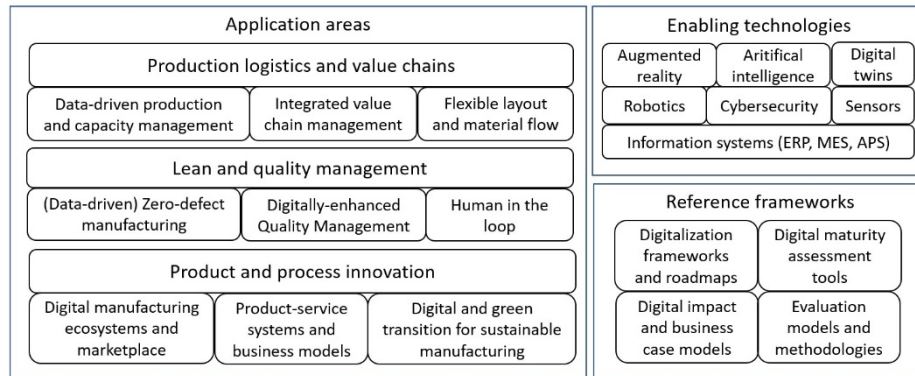 Application areas
Production logistics and value chains
Data-driven production
and capacity management
Integrated value
chain management
Flexible layout
and material flow
Lean and quality management
(Data-driven) Zero-defect
manufacturing
Digitally-enhanced
Quality Management
Human in the
loop
Product and process innovation
Digital manufacturing
ecosystems and
marketplace
Product-service
systems and
business models
Digital and green
transition for sustainable
manufacturing
Enabling technologies
Augmented
reality
Aritifical
intelligence
Digital
twins
Robotics
Cybersecurity
Sensors
Information systems (ERP, MES, APS)
Reference frameworks
Digitalization
frameworks
and roadmaps
Digital maturity
assessment
tools
Digital impact
and business
case models
Evaluation
models and
methodologies